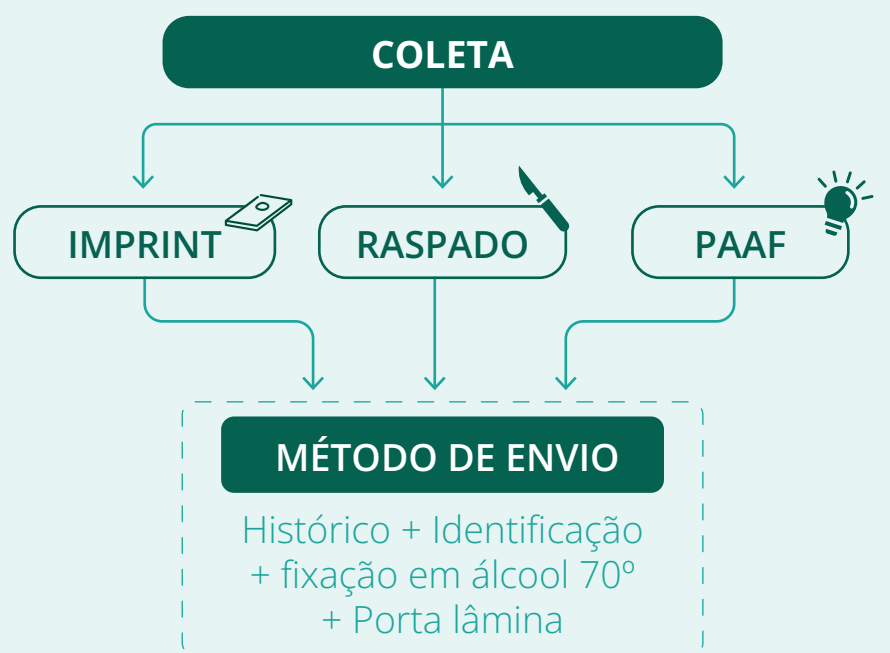 COLETA
IMPRINT
RASPADO
PAAF
MÉTODO DE ENVIO
Histórico + Identificação
+ fixação em álcool 70º
+ Porta lâmina